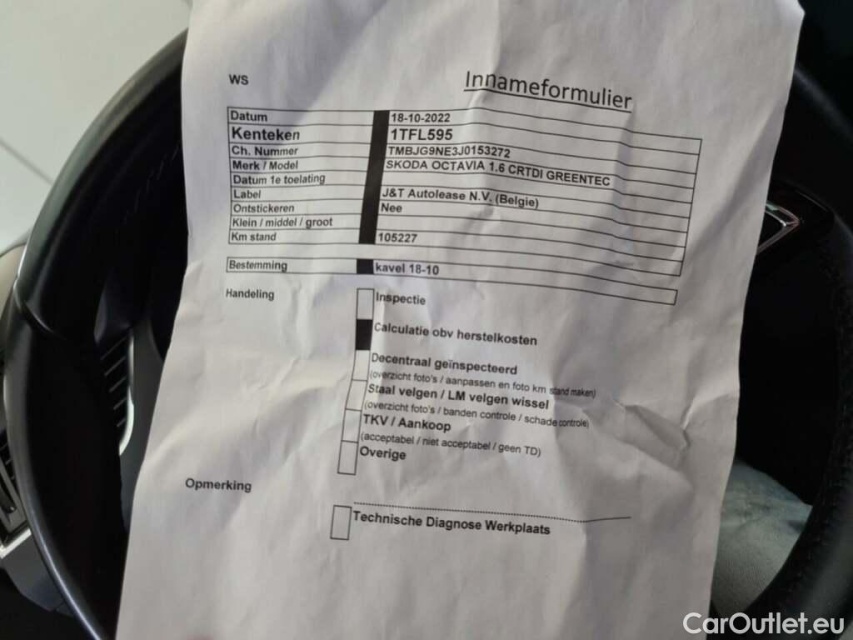 WS
Innameformulier
Datum 18-10-2022
Kenteken 1TFL595
Ch. Nummer TMBJG9NE3J0153272
Merk / Model SKODA OCTAVIA 1.6 CRTDI GREENTEC
Datum 1e toelating
Label J&T Autolease N.V. (Belgie)
Ontstickeren Nee
Klein / middel / groot
Km stand 105227
Bestemming kavel 18-10
Handeling Inspectie
Calculatie obv herstelkosten
Decentraal geïnspecteerd
(overzicht foto's / aanpassen en foto km stand maken)
Staal velgen / LM velgen wissel
(overzicht foto's / banden controle / schade controle)
TKV / Aankoop
(acceptabel / niet acceptabel / geen TD)
Overige
Opmerking
Technische Diagnose Werkplaats
CarOutlet.eu